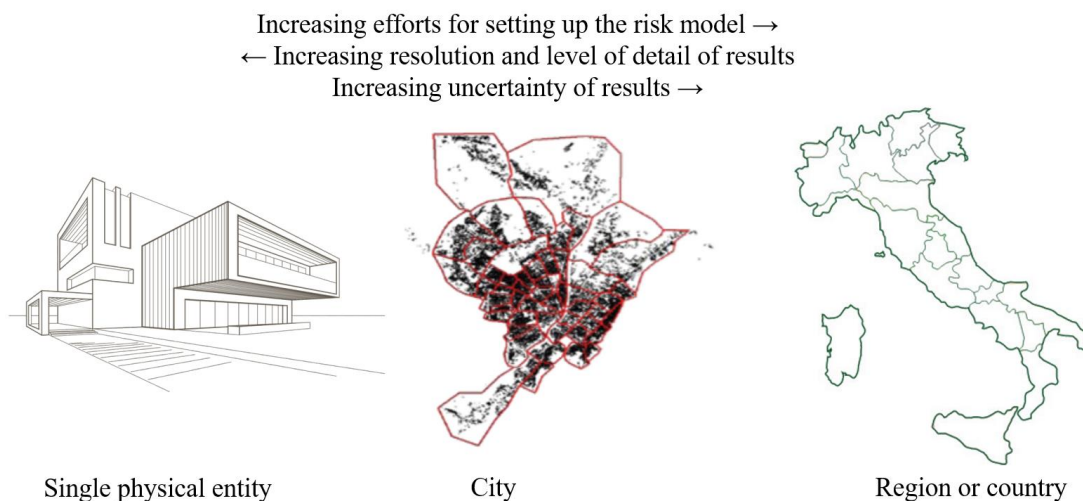 Increasing efforts for setting up the risk model →
← Increasing resolution and level of detail of results
Increasing uncertainty of results →
Single physical entity
City
Region or country